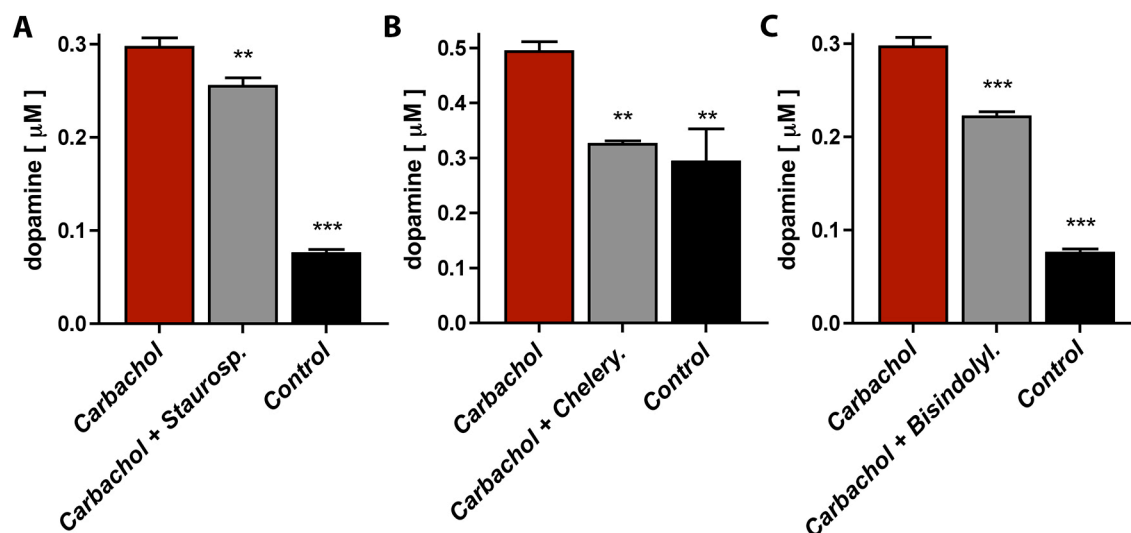 A
dopamine [ μM ]
0.3
0.2
0.1
0.0
**
***
Carbachol
Carbachol + Staurosp.
Control
B
dopamine [ μM ]
0.5
0.4
0.3
0.2
0.1
0.0
**
**
Carbachol
Carbachol + Chelery.
Control
C
dopamine [ μM ]
0.3
0.2
0.1
0.0
***
***
Carbachol
Carbachol + Bisindolyl.
Control